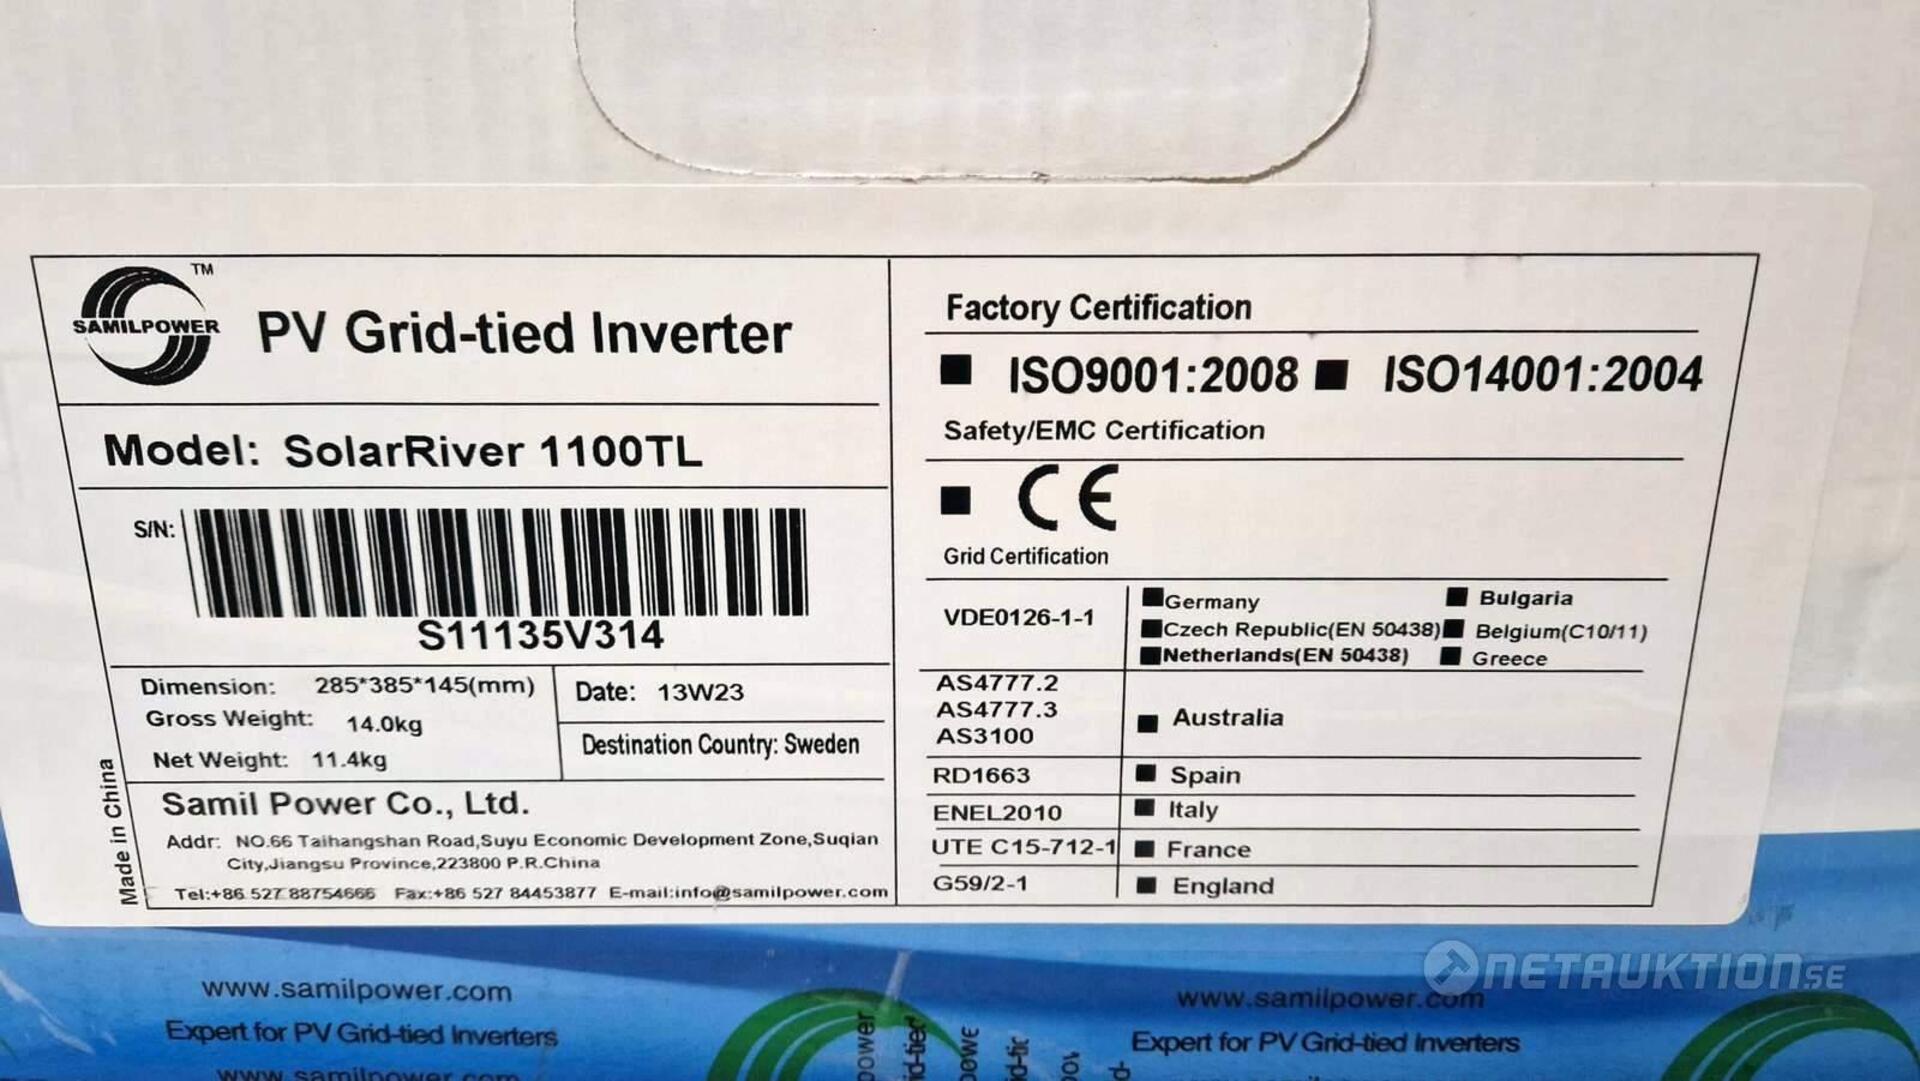 SAMILPOWER TM
PV Grid-tied Inverter
Model: SolarRiver 1100TL
S/N:
S11135V314
Dimension: 285*385*145(mm)
Gross Weight: 14.0kg
Net Weight: 11.4kg
Date: 13W23
Destination Country: Sweden
Made in China
Samil Power Co., Ltd.
Addr: NO.66 Taihangshan Road,Suyu Economic Development Zone,Suqian
City,Jiangsu Province,223800 P.R.China
Tel:+86 527 88754666 Fax:+86 527 84453877 E-mail:info@samilpower.com
Factory Certification
ISO9001:2008 ISO14001:2004
Safety/EMC Certification
CE
Grid Certification
VDE0126-1-1
Germany Bulgaria
Czech Republic(EN 50438) Belgium(C10/11)
Netherlands(EN 50438) Greece
AS4777.2
AS4777.3
AS3100
Australia
RD1663 Spain
ENEL2010 Italy
UTE C15-712-1 France
G59/2-1 England
NETAUKTION.SE
www.samilpower.com
Expert for PV Grid-tied Inverters
www.samilpower.com
www.samilpower.com
Expert for PV Grid-tied Inverters